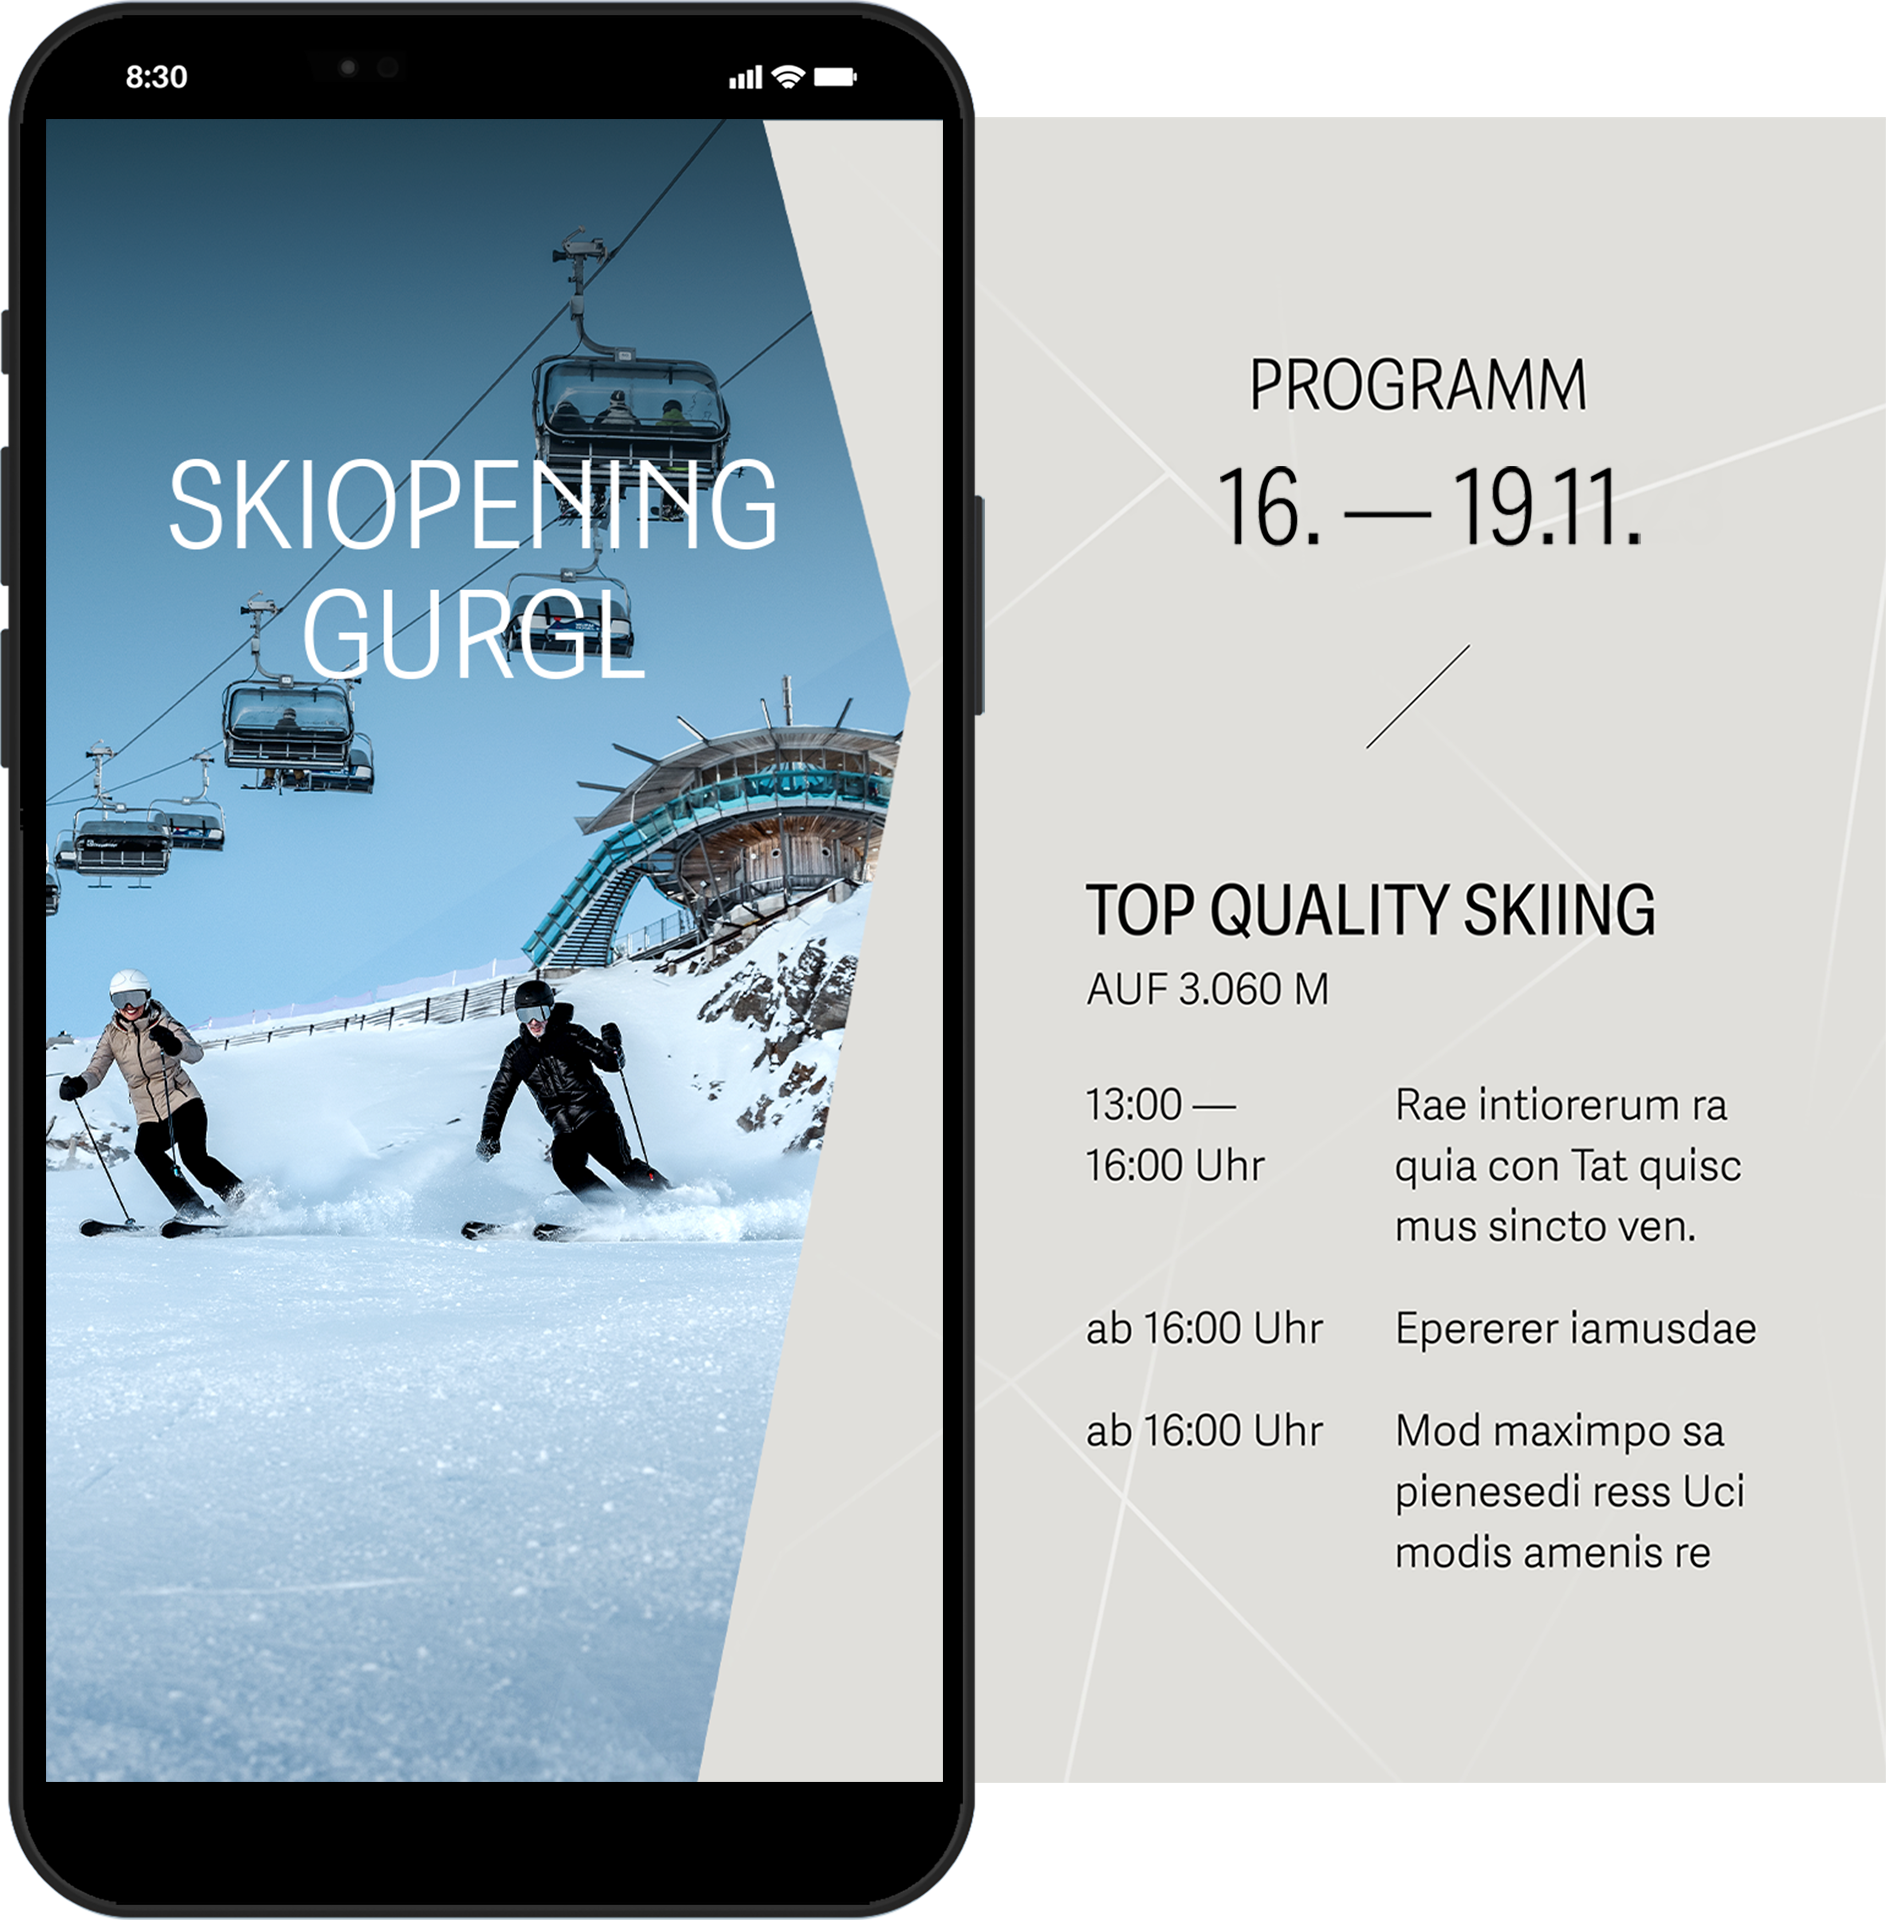 8:30
SKIOPENING
GURGL
PROGRAMM
16. — 19.11.
TOP QUALITY SKIING
AUF 3.060 M
13:00 —
16:00 Uhr
Rae intiorerum ra
quia con Tat quisc
mus sincto ven.
ab 16:00 Uhr
Epererer iamusdae
ab 16:00 Uhr
Mod maximpo sa
pienesedi ress Uci
modis amenis re